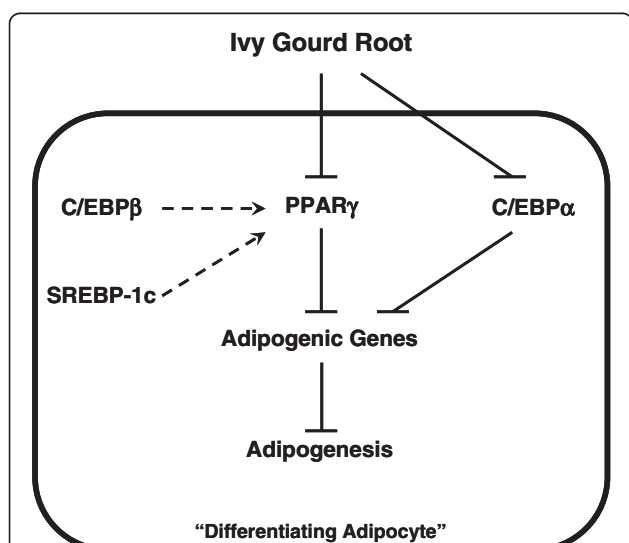 Ivy Gourd Root
C/EBPβ
PPARγ
C/EBPα
SREBP-1c
Adipogenic Genes
Adipogenesis
“Differentiating Adipocyte”